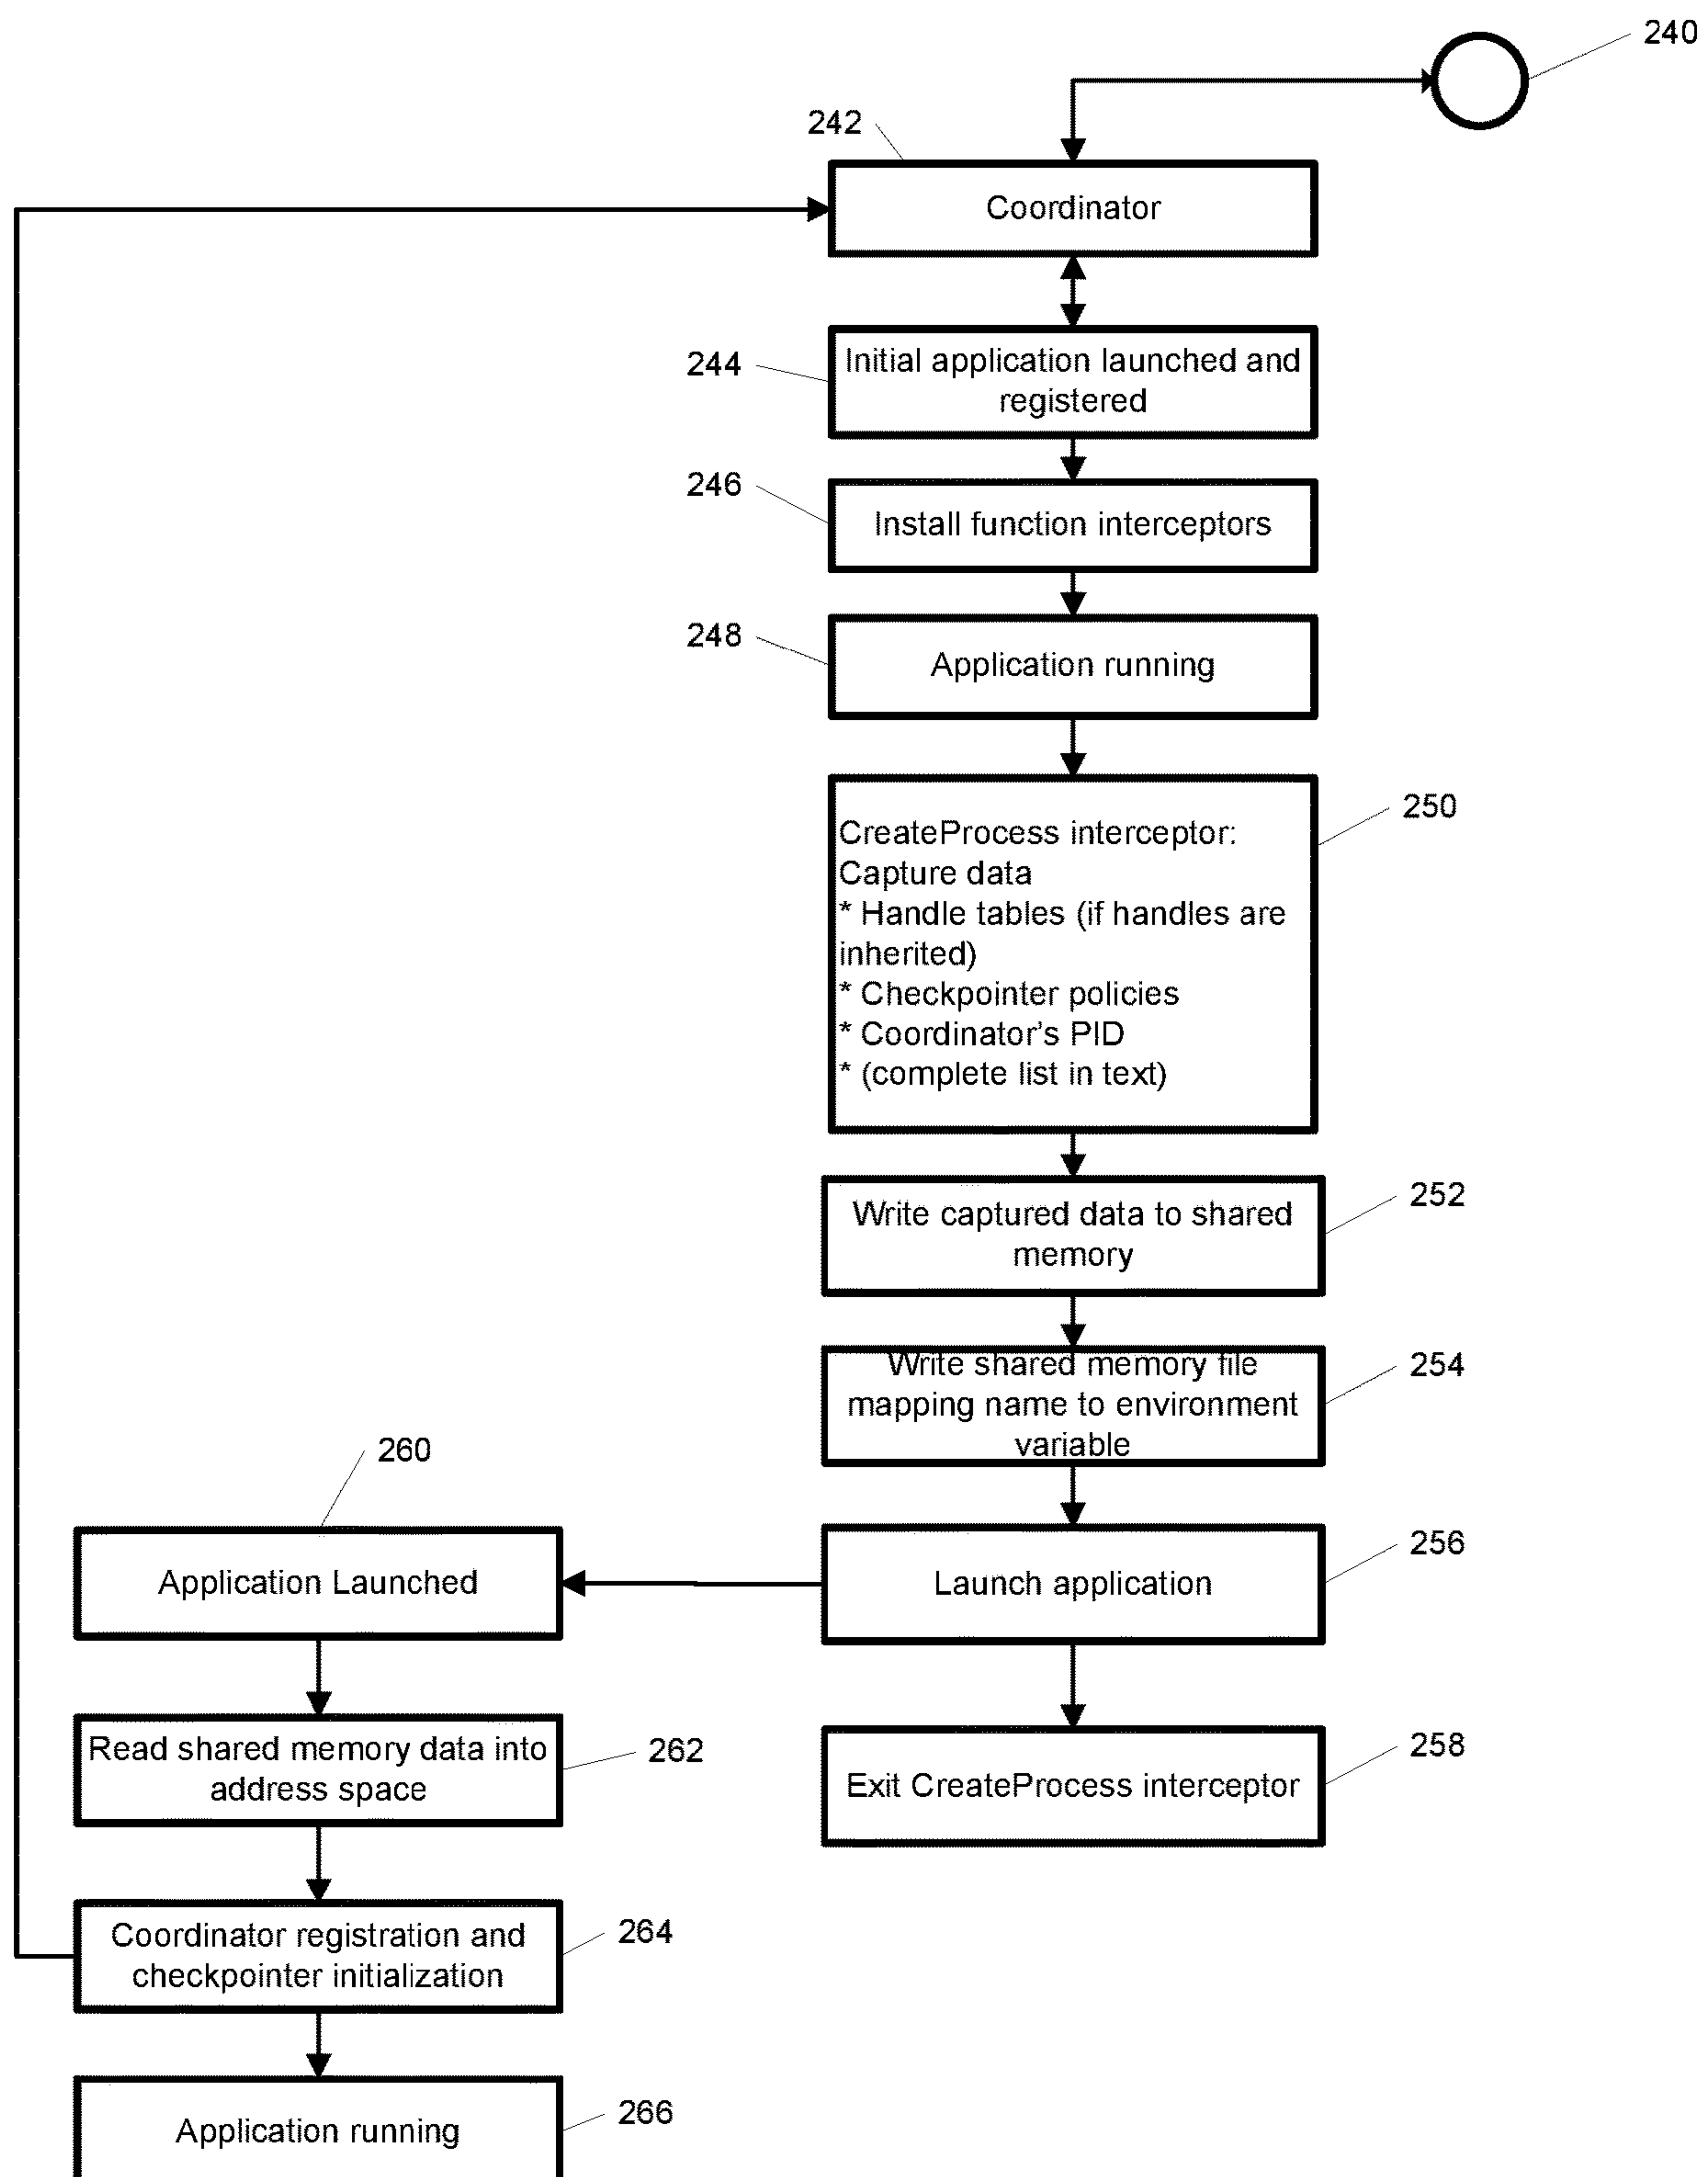 240
242
Coordinator
244
Initial application launched and
registered
246
Install function interceptors
248
Application running
250
CreateProcess interceptor:
Capture data
* Handle tables (if handles are
inherited)
* Checkpointer policies
* Coordinator's PID
* (complete list in text)
252
Write captured data to shared
memory
254
Write shared memory file
mapping name to environment
variable
260
256
Application Launched
Launch application
262
Read shared memory data into
address space
258
Exit CreateProcess interceptor
264
Coordinator registration and
checkpointer initialization
266
Application running